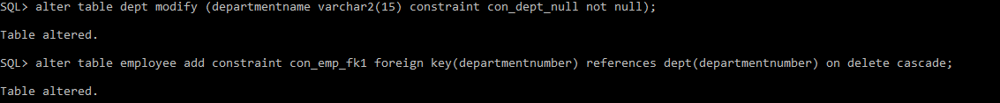 SQL> alter table dept modify (departmentname varchar2(15) constraint con_dept_null not null);
Table altered.
SQL> alter table employee add constraint con_emp_fk1 foreign key(departmentnumber) references dept(departmentnumber) on delete cascade;
Table altered.